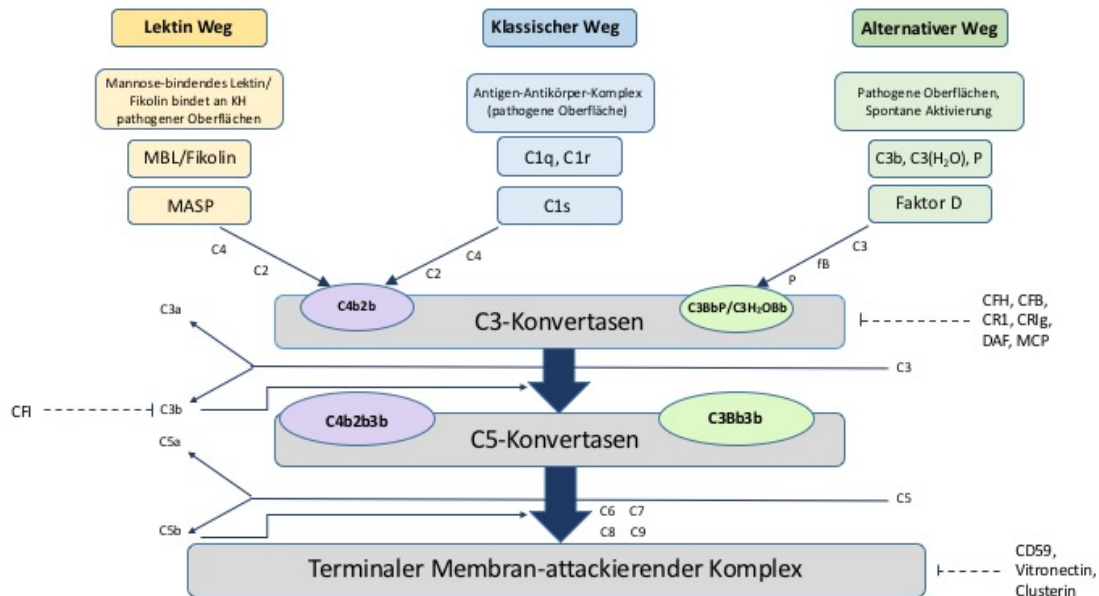 Lektin Weg
Klassischer Weg
Alternativer Weg
Mannose-bindendes Lektin/
Fikolin bindet an KH
pathogener Oberflächen
Antigen-Antikörper-Komplex
(pathogene Oberfläche)
Pathogene Oberflächen,
Spontane Aktivierung
MBL/Fikolin
C1q, C1r
C3b, C3(H₂O), P
MASP
C1s
Faktor D
C4
C2
C4
C2
C3
fB
P
C4b2b
C3BbP/C3H₂OBb
C3-Konvertasen
CFH, CFB,
CR1, CRIg,
DAF, MCP
C3a
C3
CFI
C3b
C4b2b3b
C3Bb3b
C5-Konvertasen
C5a
C5
C5b
C6 C7
C8 C9
Terminaler Membran-attackierender Komplex
CD59,
Vitronectin,
Clusterin